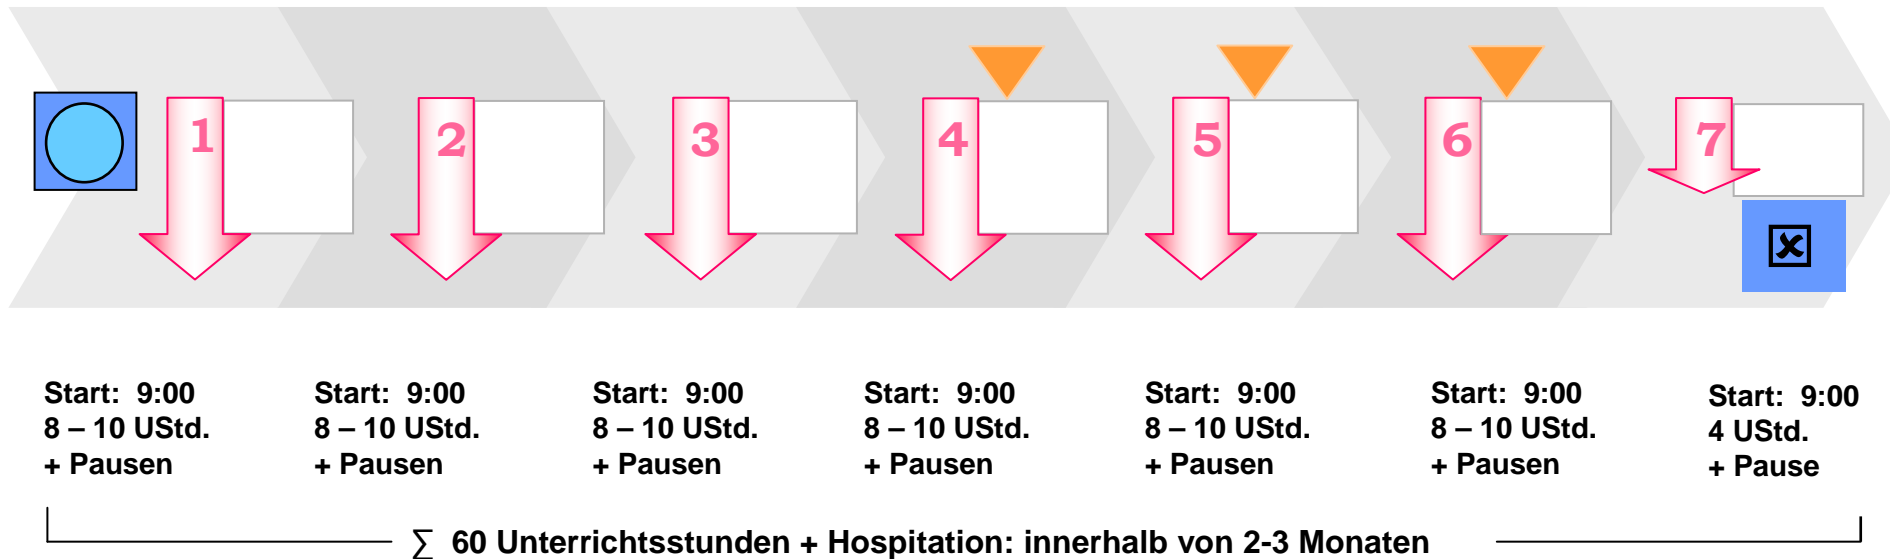 1 2 3 4 5 6 7
Start: 9:00
8 – 10 UStd.
+ Pausen
Start: 9:00
8 – 10 UStd.
+ Pausen
Start: 9:00
8 – 10 UStd.
+ Pausen
Start: 9:00
8 – 10 UStd.
+ Pausen
Start: 9:00
8 – 10 UStd.
+ Pausen
Start: 9:00
8 – 10 UStd.
+ Pausen
Start: 9:00
4 UStd.
+ Pause
∑ 60 Unterrichtsstunden + Hospitation: innerhalb von 2-3 Monaten